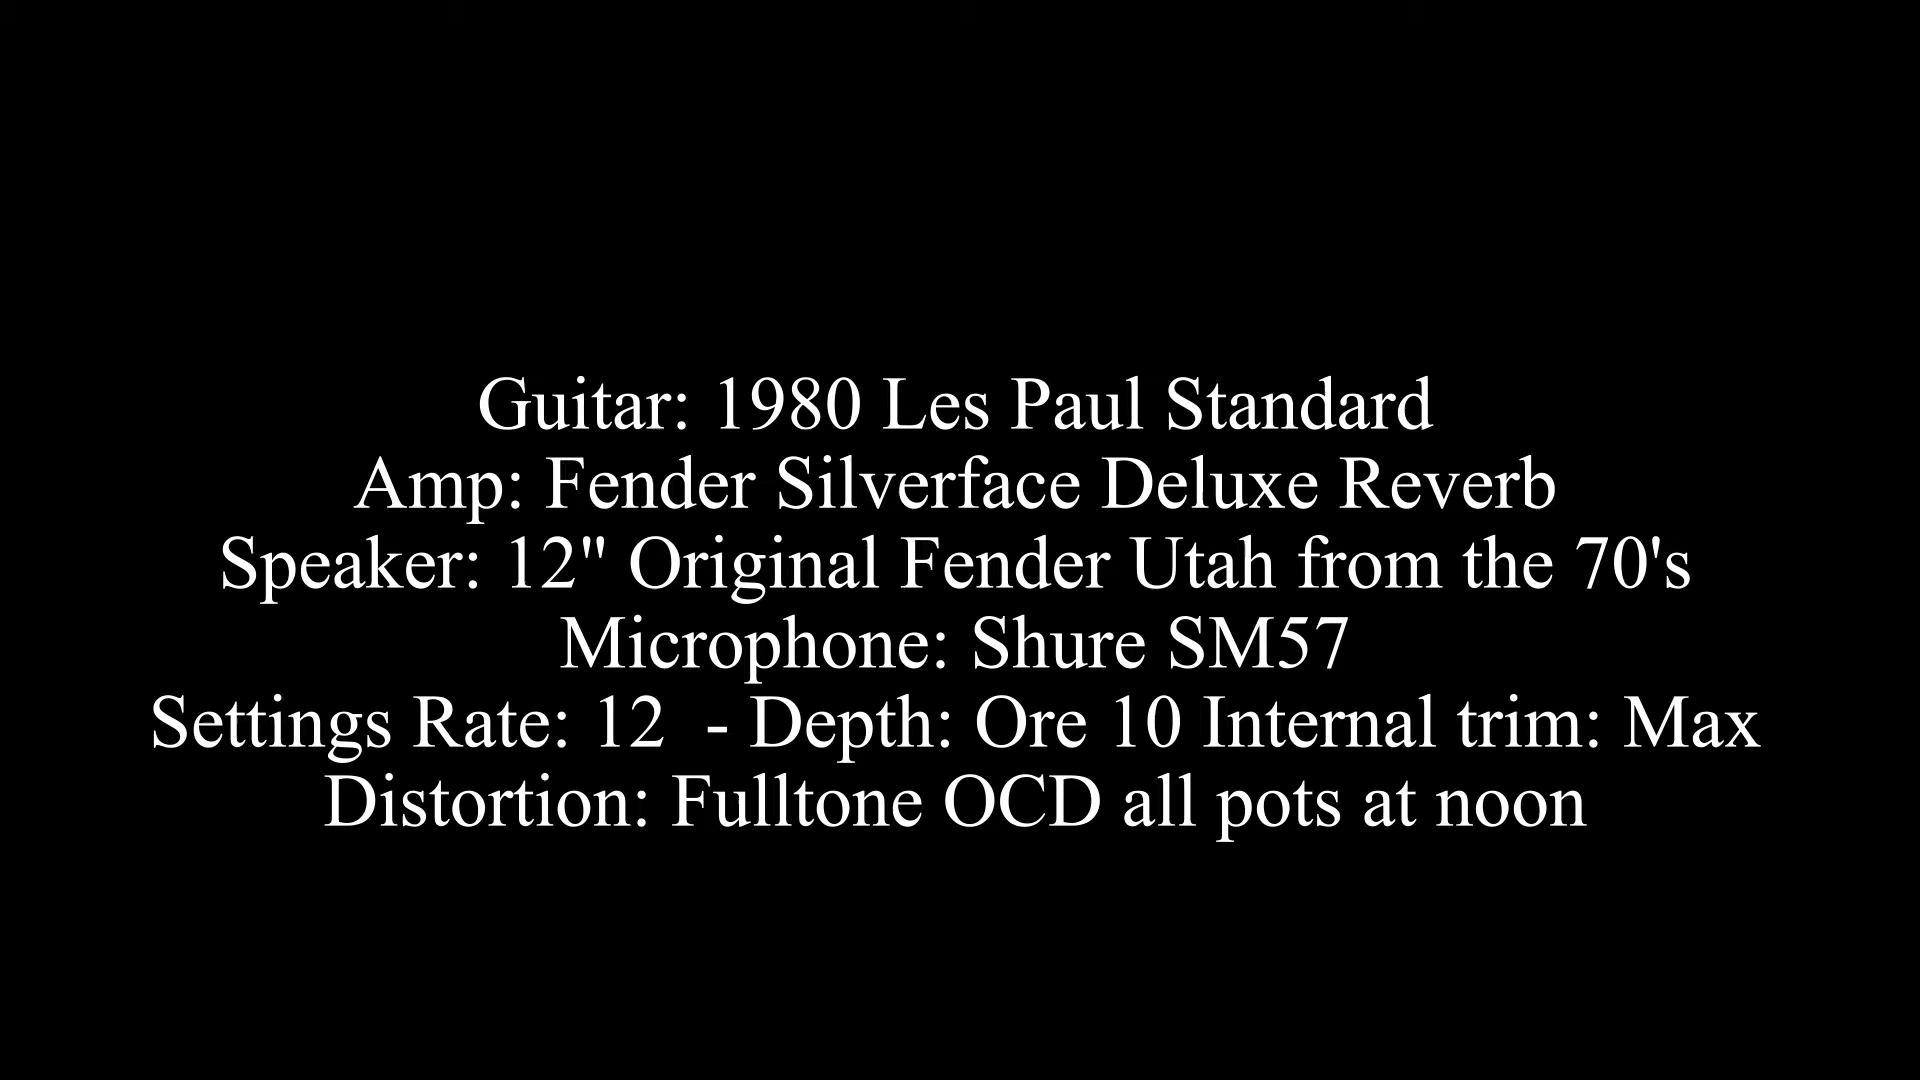 Guitar: 1980 Les Paul Standard
Amp: Fender Silverface Deluxe Reverb
Speaker: 12" Original Fender Utah from the 70's
Microphone: Shure SM57
Settings Rate: 12  - Depth: Ore 10 Internal trim: Max
Distortion: Fulltone OCD all pots at noon